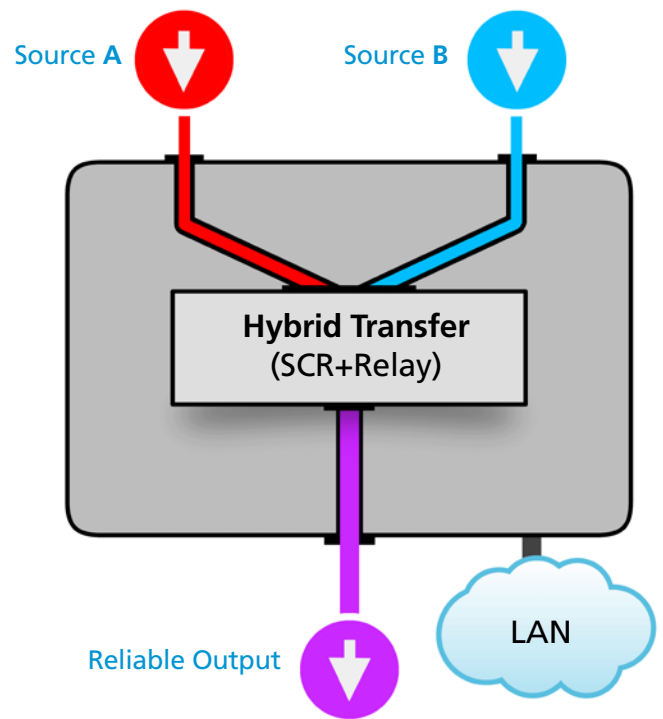 Source A
Source B
Hybrid Transfer
(SCR+Relay)
LAN
Reliable Output